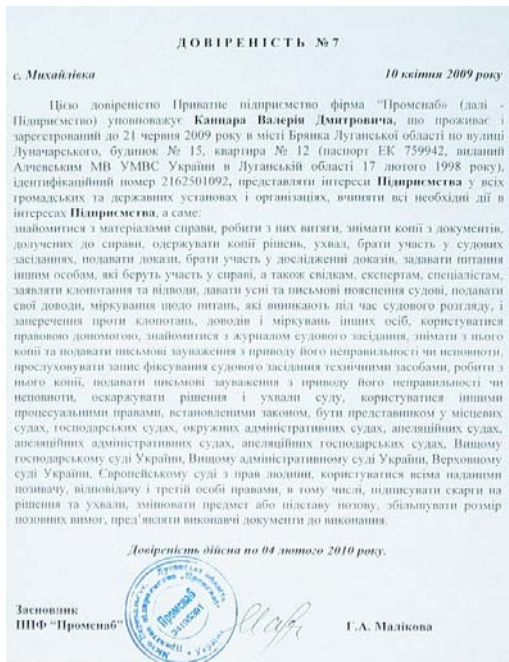 ДОВІРЕНІСТЬ №7
с. Михайлівка 10 квітня 2009 року
Цією довіреністю Приватне підприємство фірма "Променаб" (далі -
Підприємство) уповноважує Каппара Валерія Дмитровича, що проживає і
зареєстрований до 21 червня 2009 року в місті Брянка Луганської області по вулиці
Луначарського, будинок № 15, квартира № 12 (паспорт ЕК 759942, виданий
Алчевським МВ УМВС України в Луганській області 17 лютого 1998 року),
ідентифікаційний номер 2162501092, представляти інтереси Підприємства у всіх
громадських та державних установах і організаціях, вчиняти всі необхідні дії в
інтересах Підприємства, а саме:
знайомитися з матеріалами справи, робити з них витяги, знімати копії з документів,
долучених до справи, одержувати копії рішень, ухвал, брати участь у судових
засіданнях, подавати докази, брати участь у дослідженні доказів, задавати питання
іншим особам, які беруть участь у справі, а також свідкам, експертам, спеціалістам,
заявляти клопотання та відводи, давати усні та письмові пояснення судові, подавати
свої доводи, міркування щодо питань, які виникають під час судового розгляду, і
заперечення проти клопотань, доводів і міркувань інших осіб, користуватися
правовою допомогою, знайомитися з журналом судового засідання, знімати з нього
копії та подавати письмові зауваження з приводу його неправильності чи неповноти,
прослуховувати запис фіксування судового засідання технічними засобами, робити з
нього копії, подавати письмові зауваження з приводу його неправильності чи
неповноти, оскаржувати рішення і ухвали суду, користуватися іншими
процесуальними правами, встановленими законом, бути представником у місцевих
судах, господарських судах, окружних адміністративних судах, апеляційних судах,
апеляційних адміністративних судах, апеляційних господарських судах, Вищому
господарському суді України, Вищому адміністративному суді України, Верховному
суді України, Європейському суді з прав людини, користуватися всіма наданими
позивачу, відповідачу і третій особі правами, в тому числі, підписувати скарги на
рішення та ухвали, змінювати предмет або підставу позову, збільшувати розмір
позовних вимог, пред'являти виконавчі документи до виконання.
Довіреність дійсна по 04 лютого 2010 року.
Засновник
ППФ "Променаб" Г.А. Малікова
Променаб